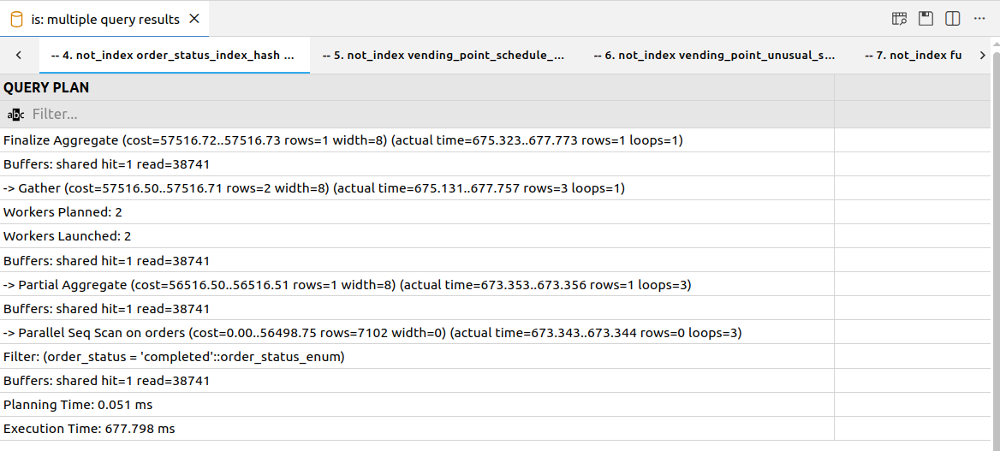 is: multiple query results
-- 4. not_index order_status_index_hash ...
-- 5. not_index vending_point_schedule_...
-- 6. not_index vending_point_unusual_s...
-- 7. not_index fu
QUERY PLAN
abc Filter...
Finalize Aggregate (cost=57516.72..57516.73 rows=1 width=8) (actual time=675.323..677.773 rows=1 loops=1)
Buffers: shared hit=1 read=38741
-> Gather (cost=57516.50..57516.71 rows=2 width=8) (actual time=675.131..677.757 rows=3 loops=1)
Workers Planned: 2
Workers Launched: 2
Buffers: shared hit=1 read=38741
-> Partial Aggregate (cost=56516.50..56516.51 rows=1 width=8) (actual time=673.353..673.356 rows=1 loops=3)
Buffers: shared hit=1 read=38741
-> Parallel Seq Scan on orders (cost=0.00..56498.75 rows=7102 width=0) (actual time=673.343..673.344 rows=0 loops=3)
Filter: (order_status = 'completed'::order_status_enum)
Buffers: shared hit=1 read=38741
Planning Time: 0.051 ms
Execution Time: 677.798 ms